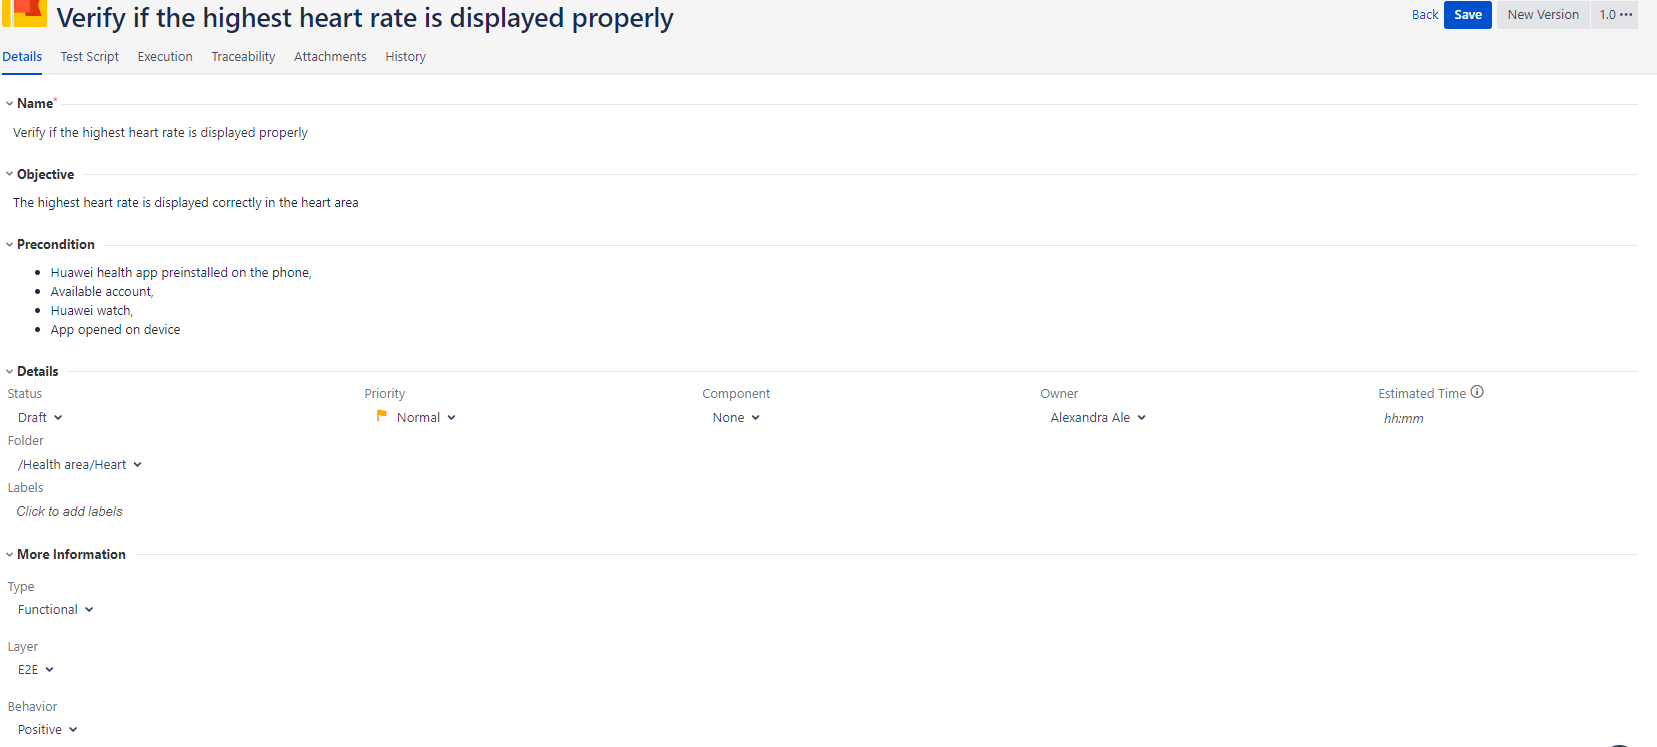 Verify if the highest heart rate is displayed properly
Back Save New Version 1.0 ···
Details Test Script Execution Traceability Attachments History
Name*
Verify if the highest heart rate is displayed properly
Objective
The highest heart rate is displayed correctly in the heart area
Precondition
• Huawei health app preinstalled on the phone,
• Available account,
• Huawei watch,
• App opened on device
Details
Status Priority Component Owner Estimated Time
Draft Normal None Alexandra Ale hh:mm
Folder
/Health area/Heart
Labels
Click to add labels
More Information
Type
Functional
Layer
E2E
Behavior
Positive